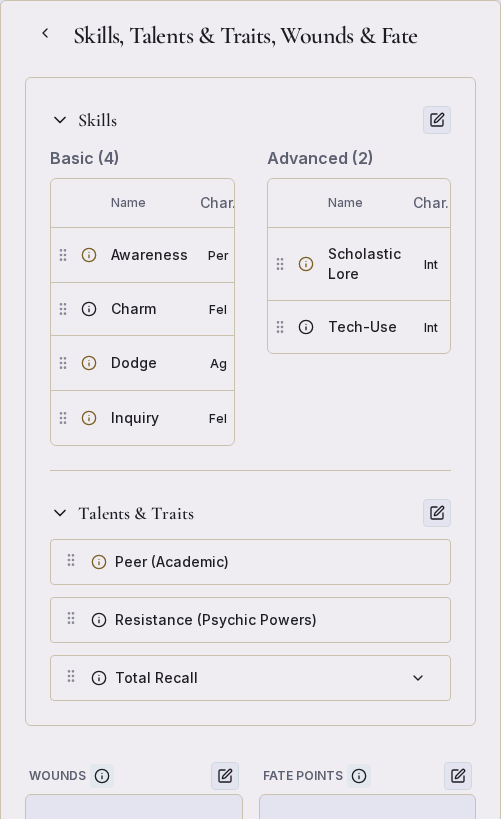 Skills, Talents & Traits, Wounds & Fate
Skills
Basic (4)
Name Char.
Awareness Per
Charm Fel
Dodge Ag
Inquiry Fel
Advanced (2)
Name Char.
Scholastic
Lore Int
Tech-Use Int
Talents & Traits
Peer (Academic)
Resistance (Psychic Powers)
Total Recall
WOUNDS
FATE POINTS